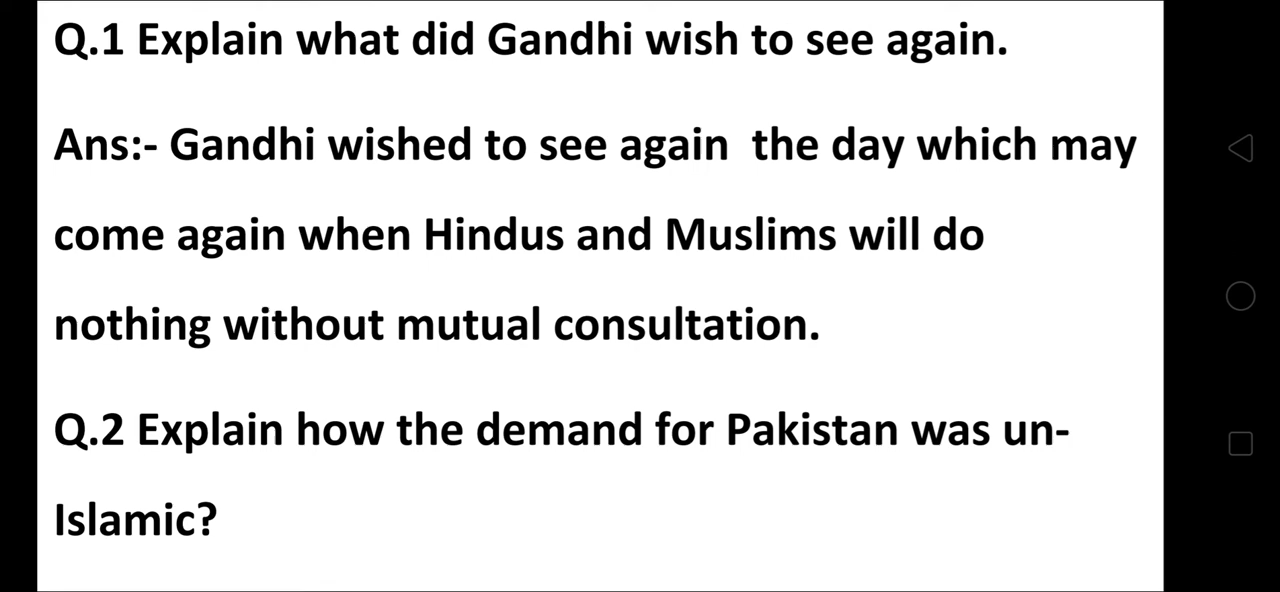 Q.1 Explain what did Gandhi wish to see again.
Ans:- Gandhi wished to see again the day which may
come again when Hindus and Muslims will do
nothing without mutual consultation.
Q.2 Explain how the demand for Pakistan was un-
Islamic?